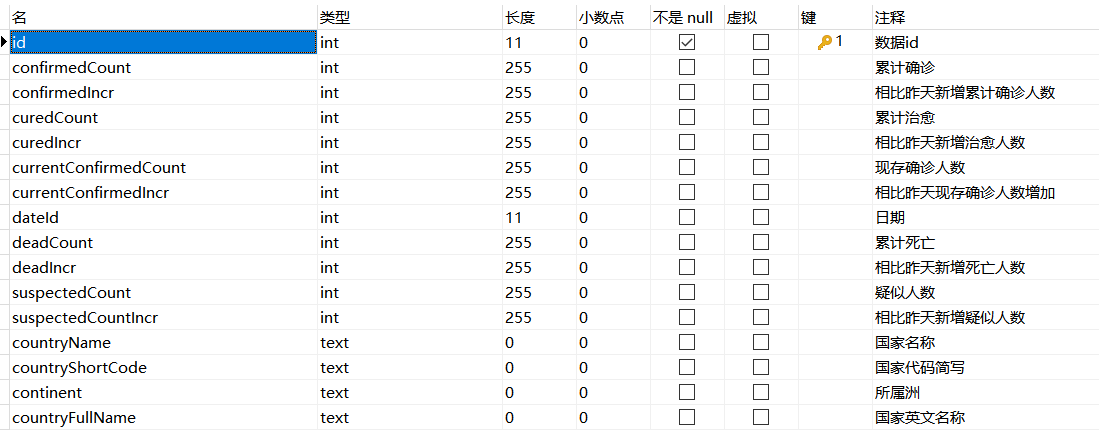 名 类型 长度 小数点 不是 null 虚拟 键 注释
id int 11 0 1 数据id
confirmedCount int 255 0 累计确诊
confirmedIncr int 255 0 相比昨天新增累计确诊人数
curedCount int 255 0 累计治愈
curedIncr int 255 0 相比昨天新增治愈人数
currentConfirmedCount int 255 0 现存确诊人数
currentConfirmedIncr int 255 0 相比昨天现存确诊人数增加
dateId int 11 0 日期
deadCount int 255 0 累计死亡
deadIncr int 255 0 相比昨天新增死亡人数
suspectedCount int 255 0 疑似人数
suspectedCountIncr int 255 0 相比昨天新增疑似人数
countryName text 0 0 国家名称
countryShortCode text 0 0 国家代码简写
continent text 0 0 所属洲
countryFullName text 0 0 国家英文名称